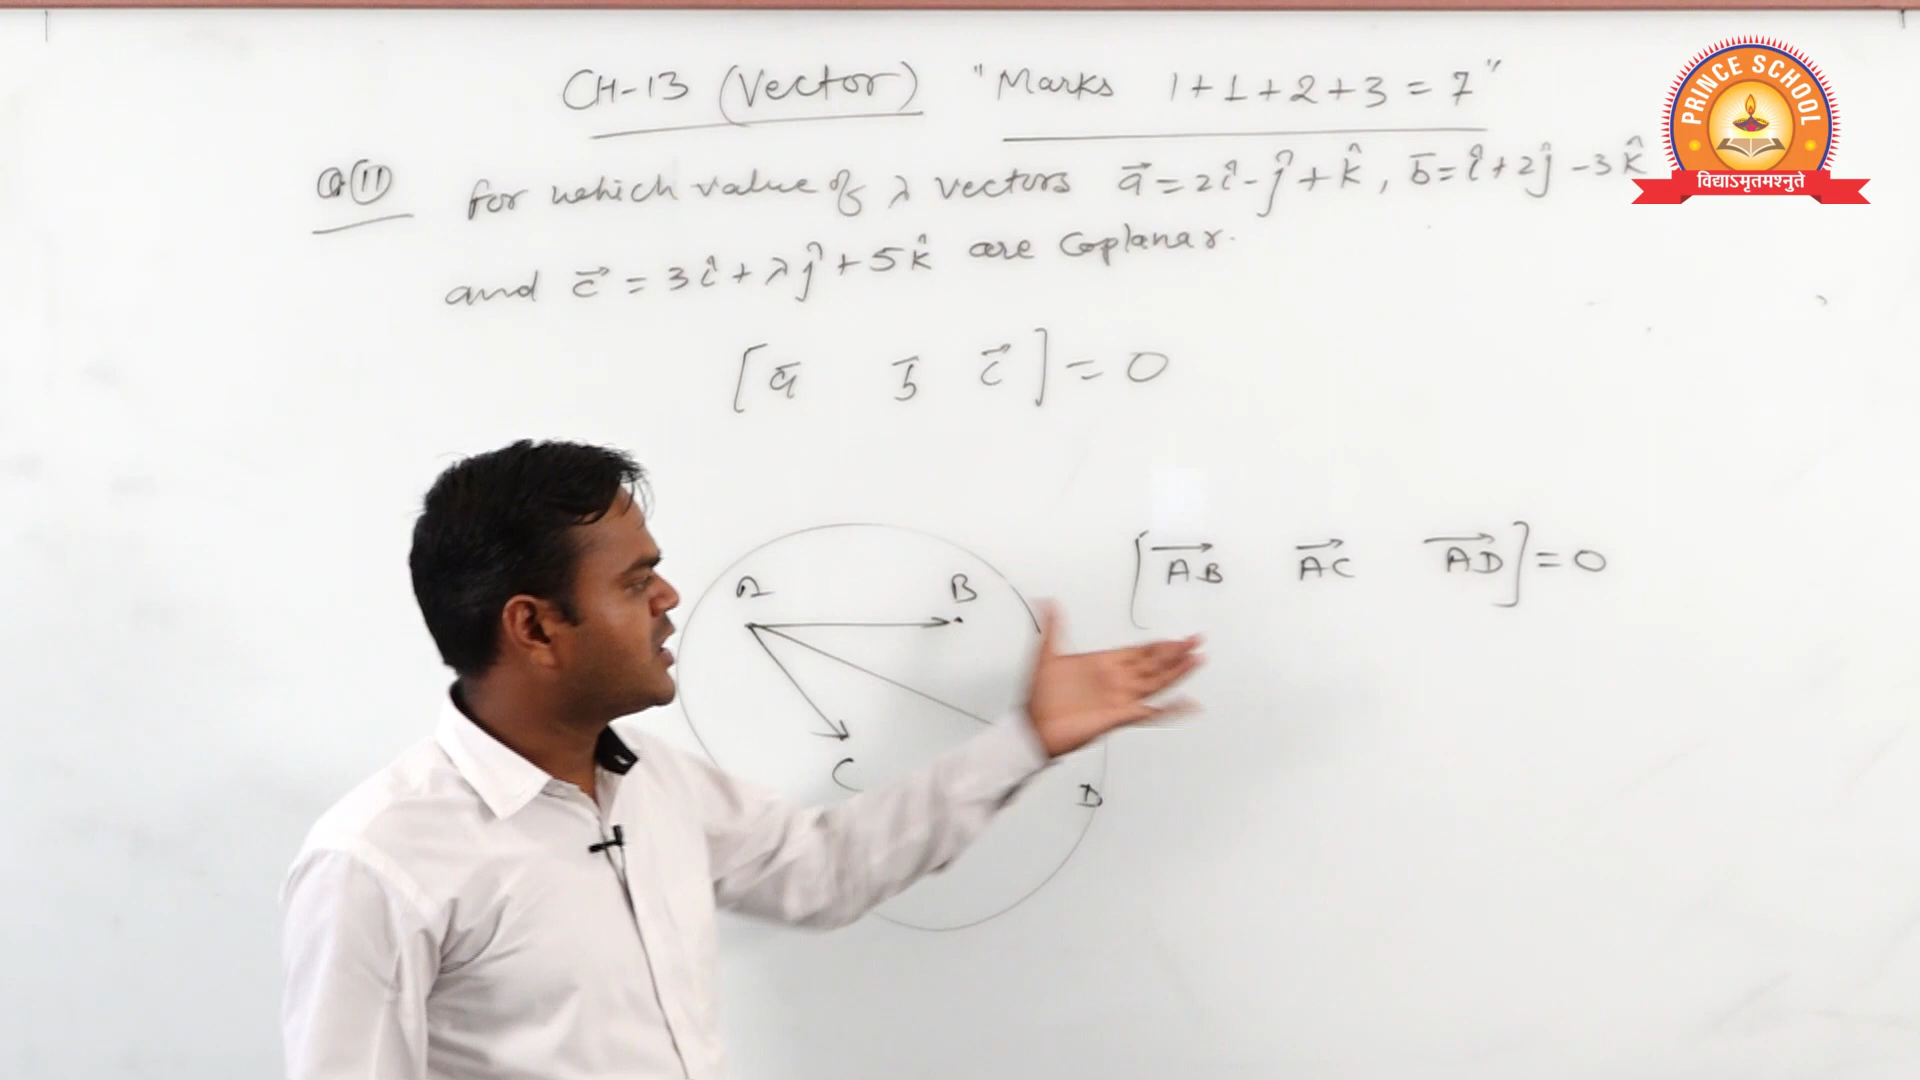 CH-13 (Vector) "Marks 1+1+2+3=7"
Q(11) for which value of λ vectors a⃗ = 2î - ĵ + k̂, b̄ = î + 2ĵ - 3k̂
and c⃗ = 3î + λĵ + 5k̂ are Coplanar.
[ā b̄ c⃗] = 0
[AB⃗ AC⃗ AD⃗] = 0
A B
C
D
PRINCE SCHOOL
विद्याऽमृतमश्नुते